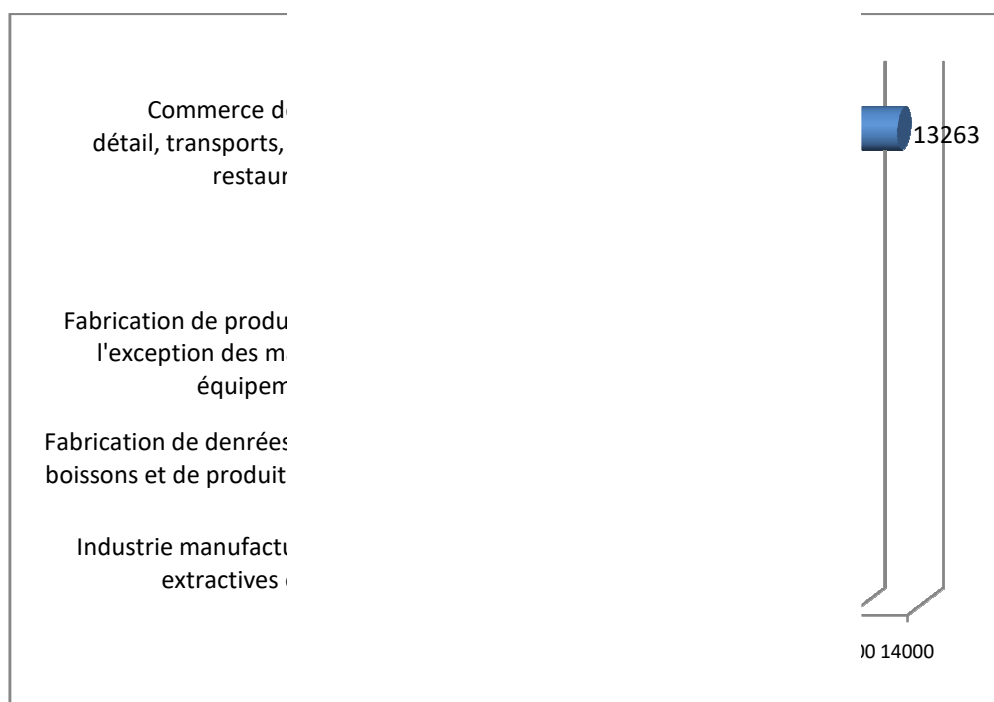 Commerce d
détail, transports,
restaur
13263
Fabrication de produ
l'exception des m
équipem
Fabrication de denrées
boissons et de produit
Industrie manufactu
extractives
00 14000